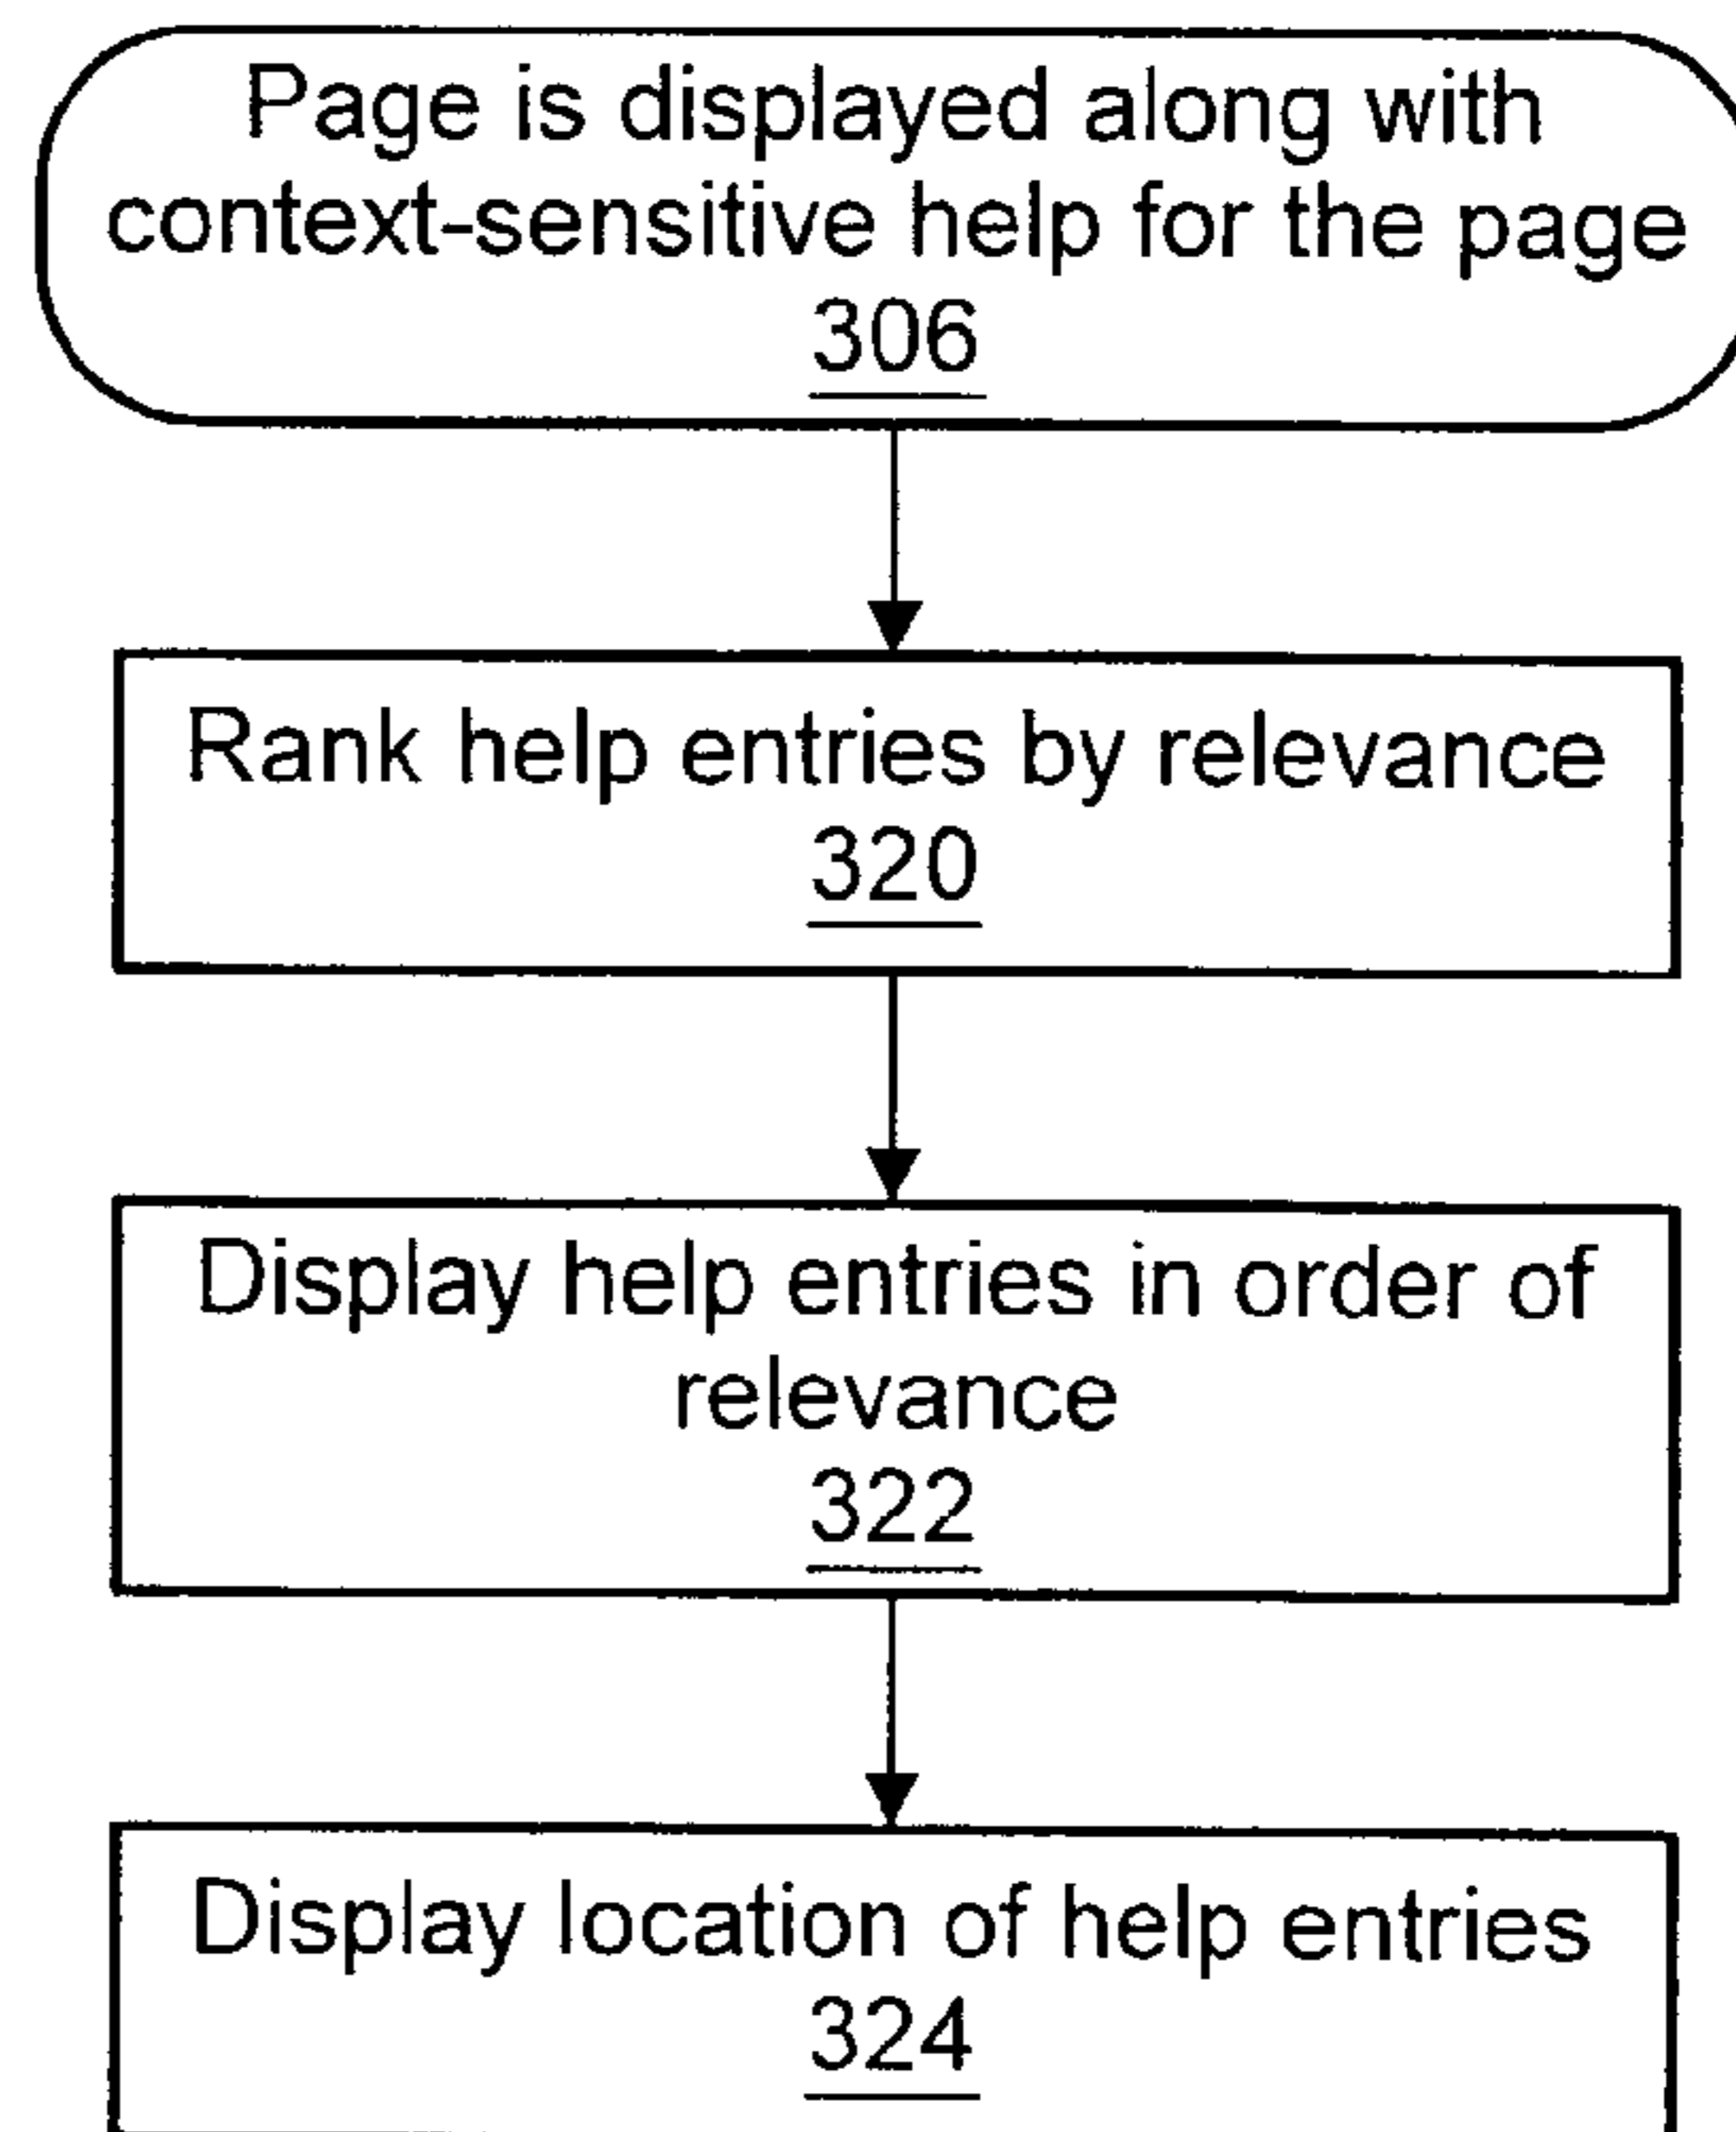 Page is displayed along with
context-sensitive help for the page
306
Rank help entries by relevance
320
Display help entries in order of
relevance
322
Display location of help entries
324